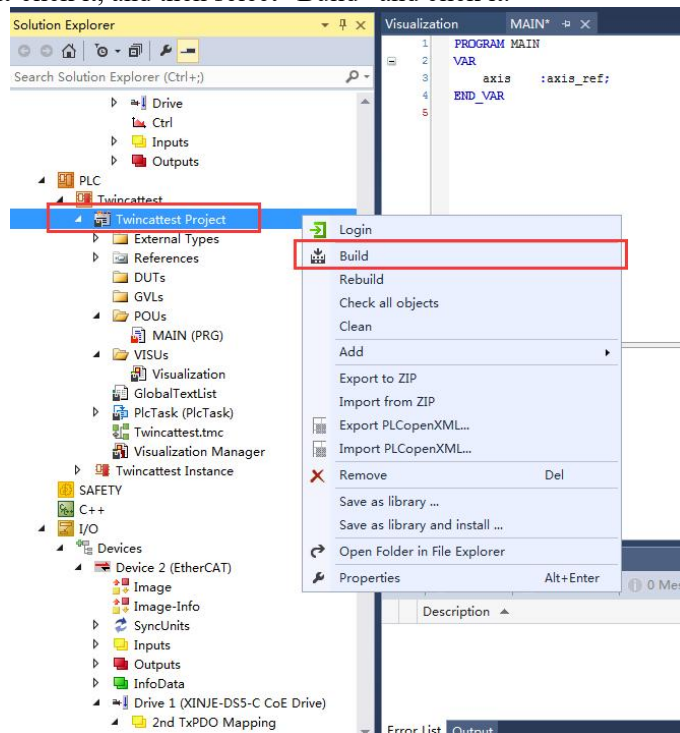 Solution Explorer
Search Solution Explorer (Ctrl+;)
Drive
Ctrl
Inputs
Outputs
PLC
Twincattest
Twincattest Project
External Types
References
DUTs
GVLs
POUs
MAIN (PRG)
VISUs
Visualization
GlobalTextList
PlcTask (PlcTask)
Twincattest.tmc
Visualization Manager
Twincattest Instance
SAFETY
C++
I/O
Devices
Device 2 (EtherCAT)
Image
Image-Info
SyncUnits
Inputs
Outputs
InfoData
Drive 1 (XINJE-DS5-C CoE Drive)
2nd TxPDO Mapping
Visualization MAIN*
1 PROGRAM MAIN
2 VAR
3 axis :axis_ref;
4 END_VAR
5
Login
Build
Rebuild
Check all objects
Clean
Add
Export to ZIP
Import from ZIP
Export PLCopenXML...
Import PLCopenXML...
Remove Del
Save as library ...
Save as library and install ...
Open Folder in File Explorer
Properties Alt+Enter
0 Mes
Description
Error List Output